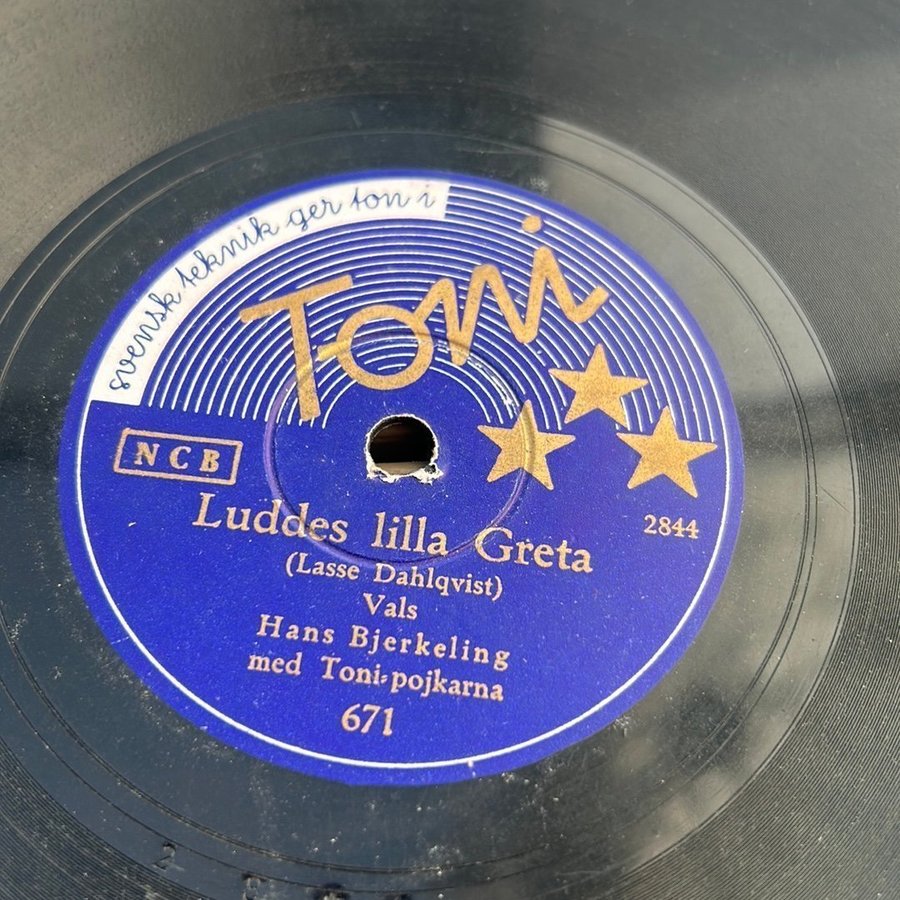 svensk teknik ger ton i
Toni
NCB
Luddes lilla Greta
2844
(Lasse Dahlqvist)
Vals
Hans Bjerkeling
med Toni-pojkarna
671
2